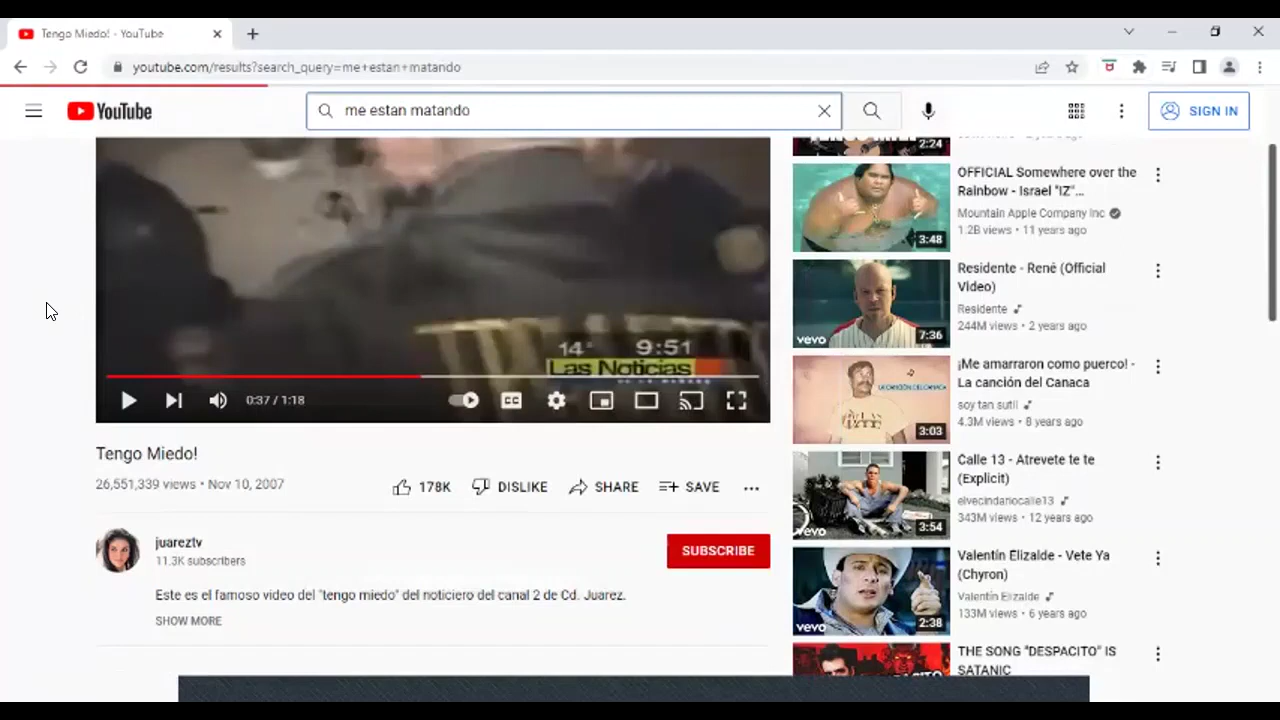 Tengo Miedo! - YouTube
youtube.com/results?search_query=me+estan+matando
YouTube
me estan matando
SIGN IN
2:24
OFFICIAL Somewhere over the
Rainbow - Israel "IZ"...
Mountain Apple Company Inc
1.2B views • 11 years ago
3:48
Residente - René (Official
Video)
Residente
244M views • 2 years ago
vevo
7:36
¡Me amarraron como puerco! -
La canción del Canaca
soy tan sutil
4.3M views • 8 years ago
3:03
Calle 13 - Atrevete te te
(Explicit)
elvecindariocalle13
343M views • 12 years ago
vevo
3:54
Valentín Elizalde - Vete Ya
(Chyron)
Valentín Elizalde
133M views • 6 years ago
vevo
2:38
THE SONG "DESPACITO" IS
SATANIC
14° 9:51
Las Noticias
0:37 / 1:18
CC
Tengo Miedo!
26,551,339 views • Nov 10, 2007
178K
DISLIKE
SHARE
SAVE
juareztv
11.3K subscribers
SUBSCRIBE
Este es el famoso video del "tengo miedo" del noticiero del canal 2 de Cd. Juarez.
SHOW MORE